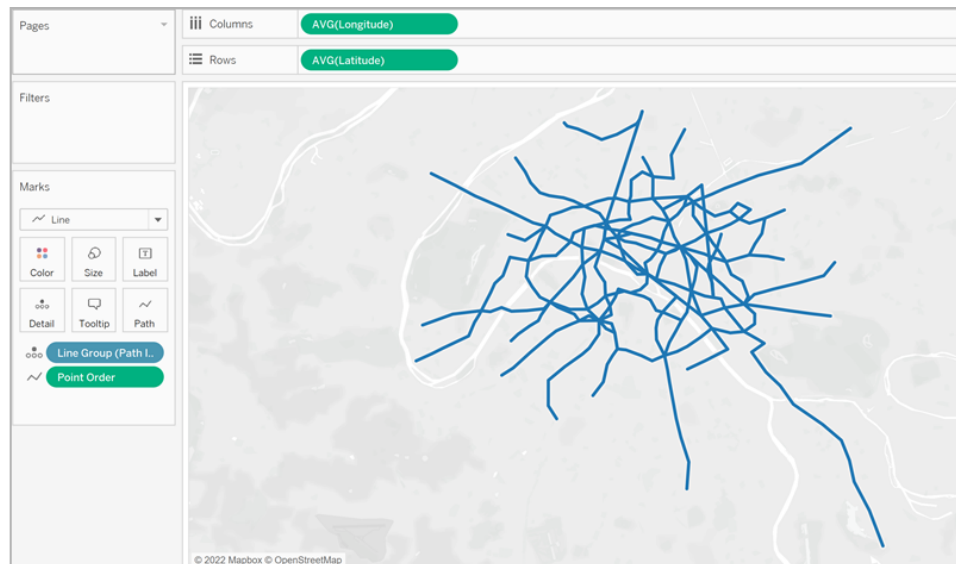 Pages
Columns
AVG(Longitude)
Rows
AVG(Latitude)
Filters
Marks
Line
Color
Size
Label
Detail
Tooltip
Path
Line Group (Path I..
Point Order
© 2022 Mapbox © OpenStreetMap